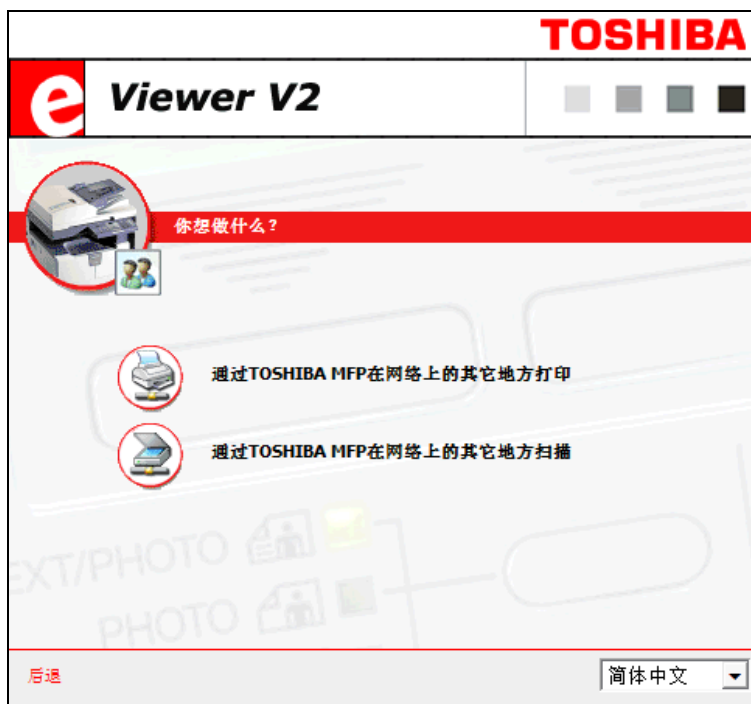 TOSHIBA
e Viewer V2
你想做什么？
通过TOSHIBA MFP在网络上的其它地方打印
通过TOSHIBA MFP在网络上的其它地方扫描
EXT/PHOTO
PHOTO
后退
简体中文